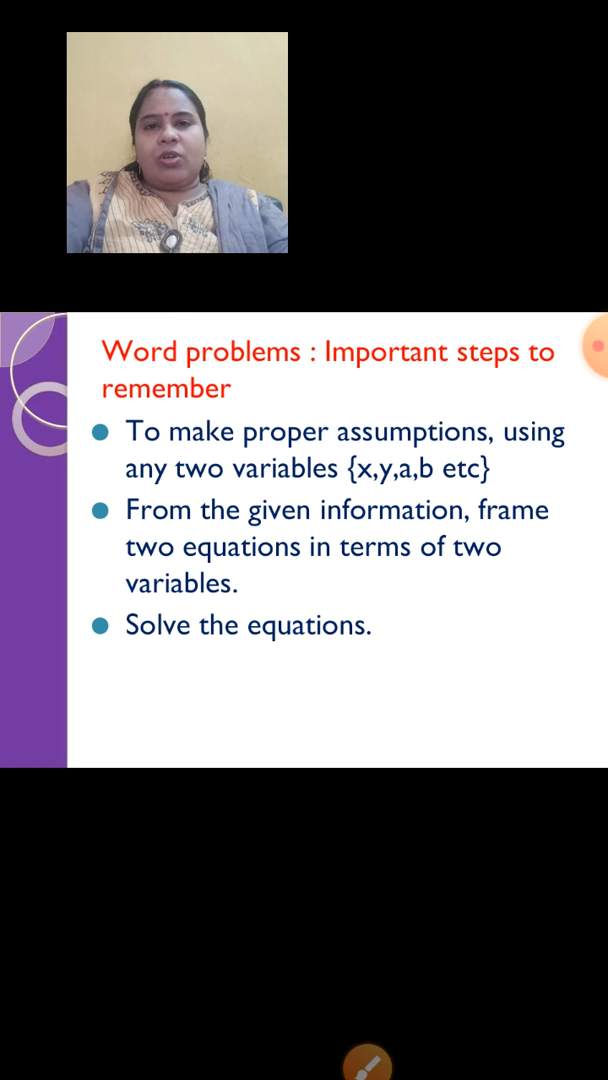 Word problems : Important steps to
remember
To make proper assumptions, using
any two variables {x,y,a,b etc}
From the given information, frame
two equations in terms of two
variables.
Solve the equations.